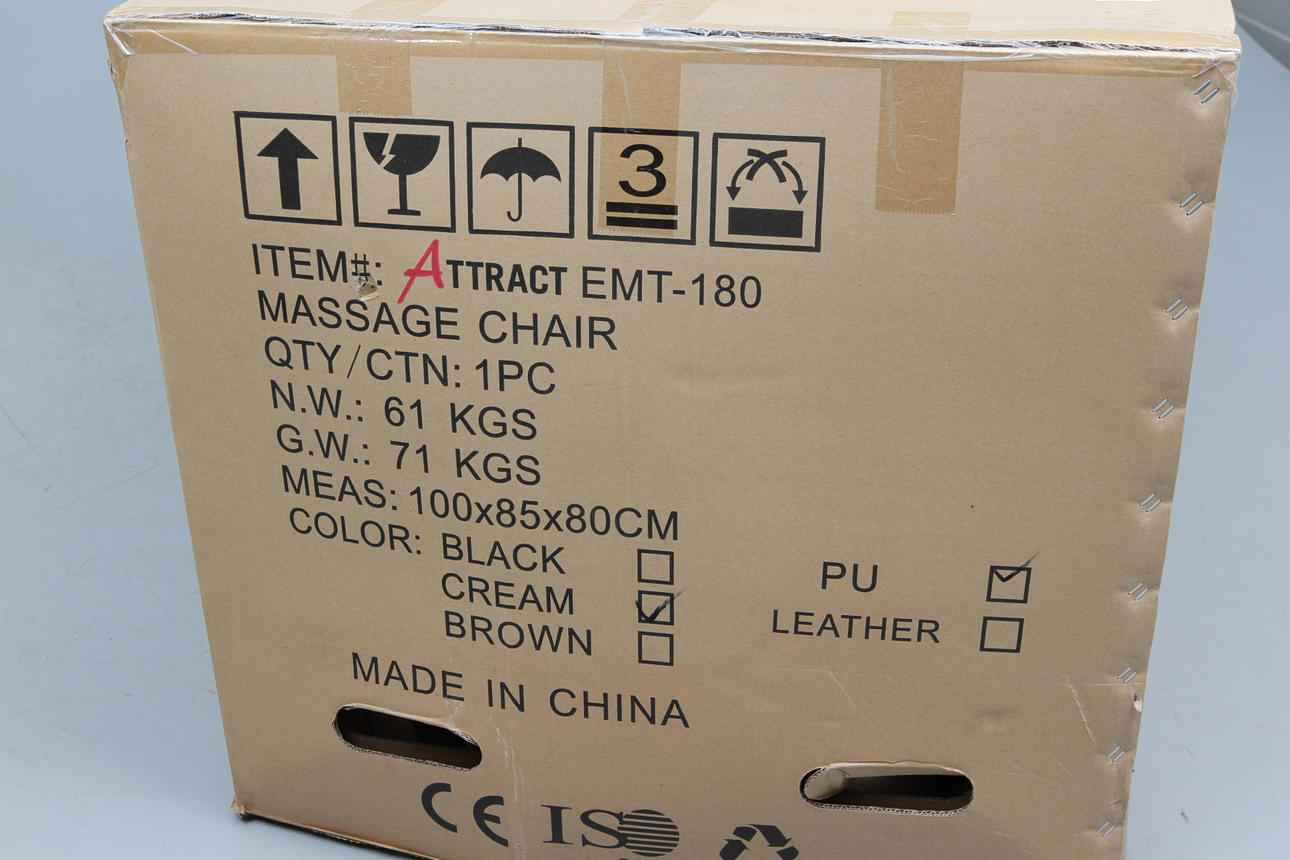 3
ITEM#: ATTRACT EMT-180
MASSAGE CHAIR
QTY/CTN: 1PC
N.W.: 61 KGS
G.W.: 71 KGS
MEAS: 100x85x80CM
COLOR: BLACK
CREAM
BROWN
PU
LEATHER
MADE IN CHINA
CE ISO